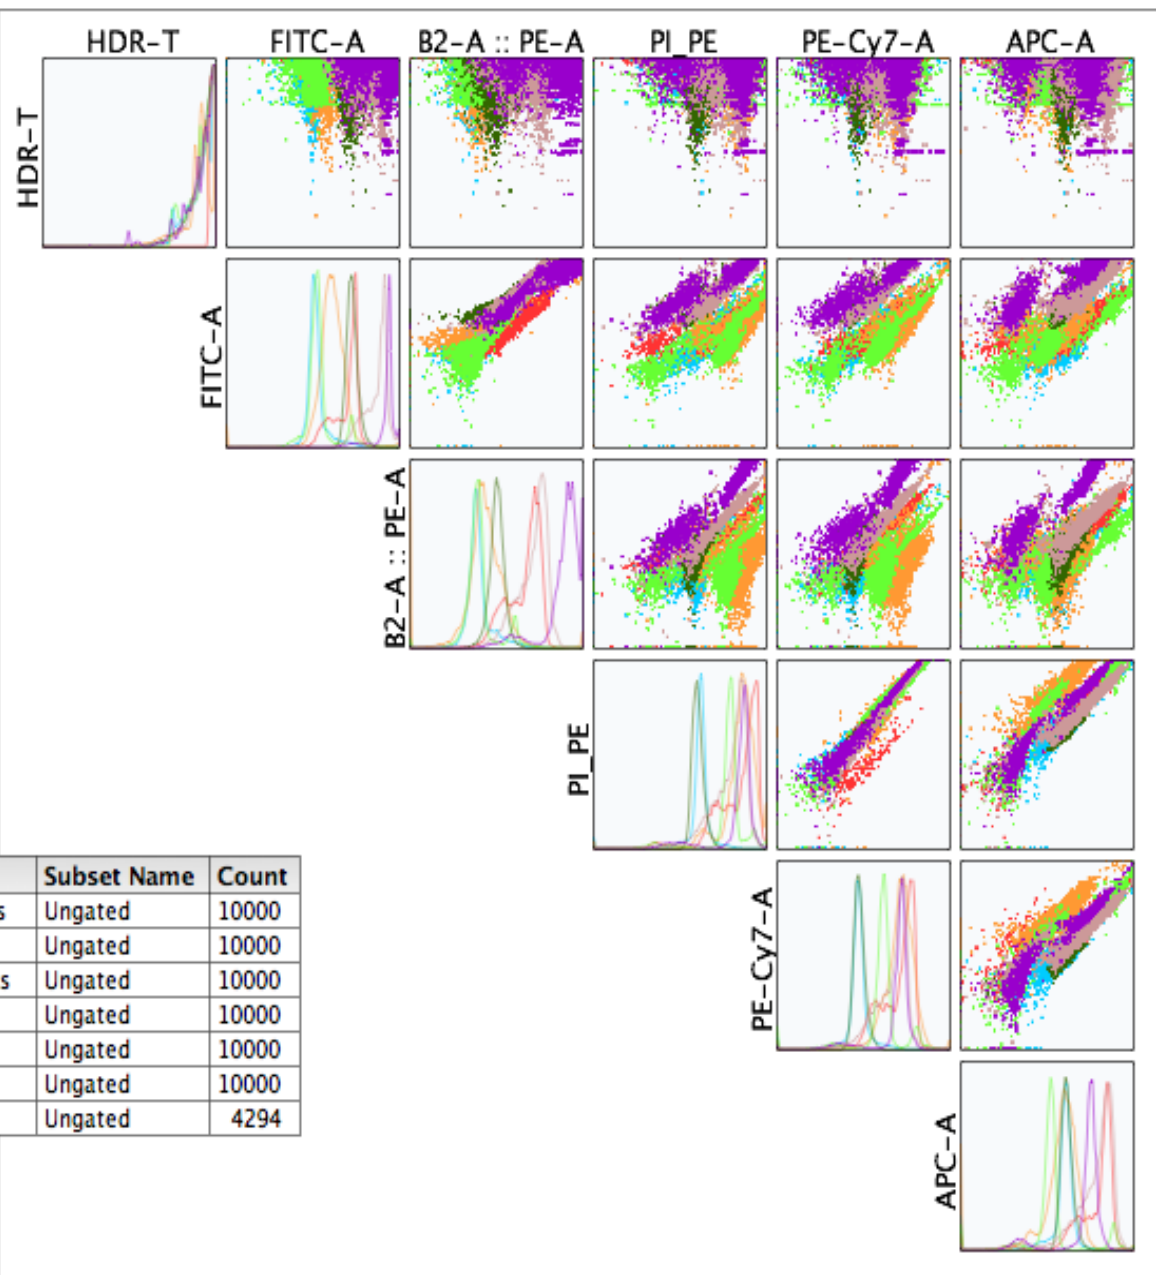 HDR-T FITC-A B2-A :: PE-A PI_PE PE-Cy7-A APC-A
HDR-T
FITC-A
B2-A :: PE-A
PI_PE
Subset Name Count
s Ungated 10000
Ungated 10000
s Ungated 10000
Ungated 10000
Ungated 10000
Ungated 10000
Ungated 4294
PE-Cy7-A
APC-A